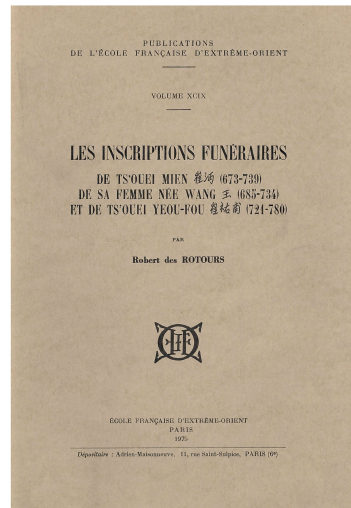 PUBLICATIONS
DE L'ÉCOLE FRANÇAISE D'EXTRÊME-ORIENT
VOLUME XCIX
LES INSCRIPTIONS FUNÉRAIRES
DE TS'OUEI MIEN 崔沔 (673-739)
DE SA FEMME NÉE WANG 王 (685-734)
ET DE TS'OUEI YEOU-FOU 崔祐甫 (721-780)
PAR
Robert des ROTOURS
ÉCOLE FRANÇAISE D'EXTRÊME-ORIENT
PARIS
1975
Dépositaire : Adrien-Maisonneuve, 11, rue Saint-Sulpice, PARIS (6e)